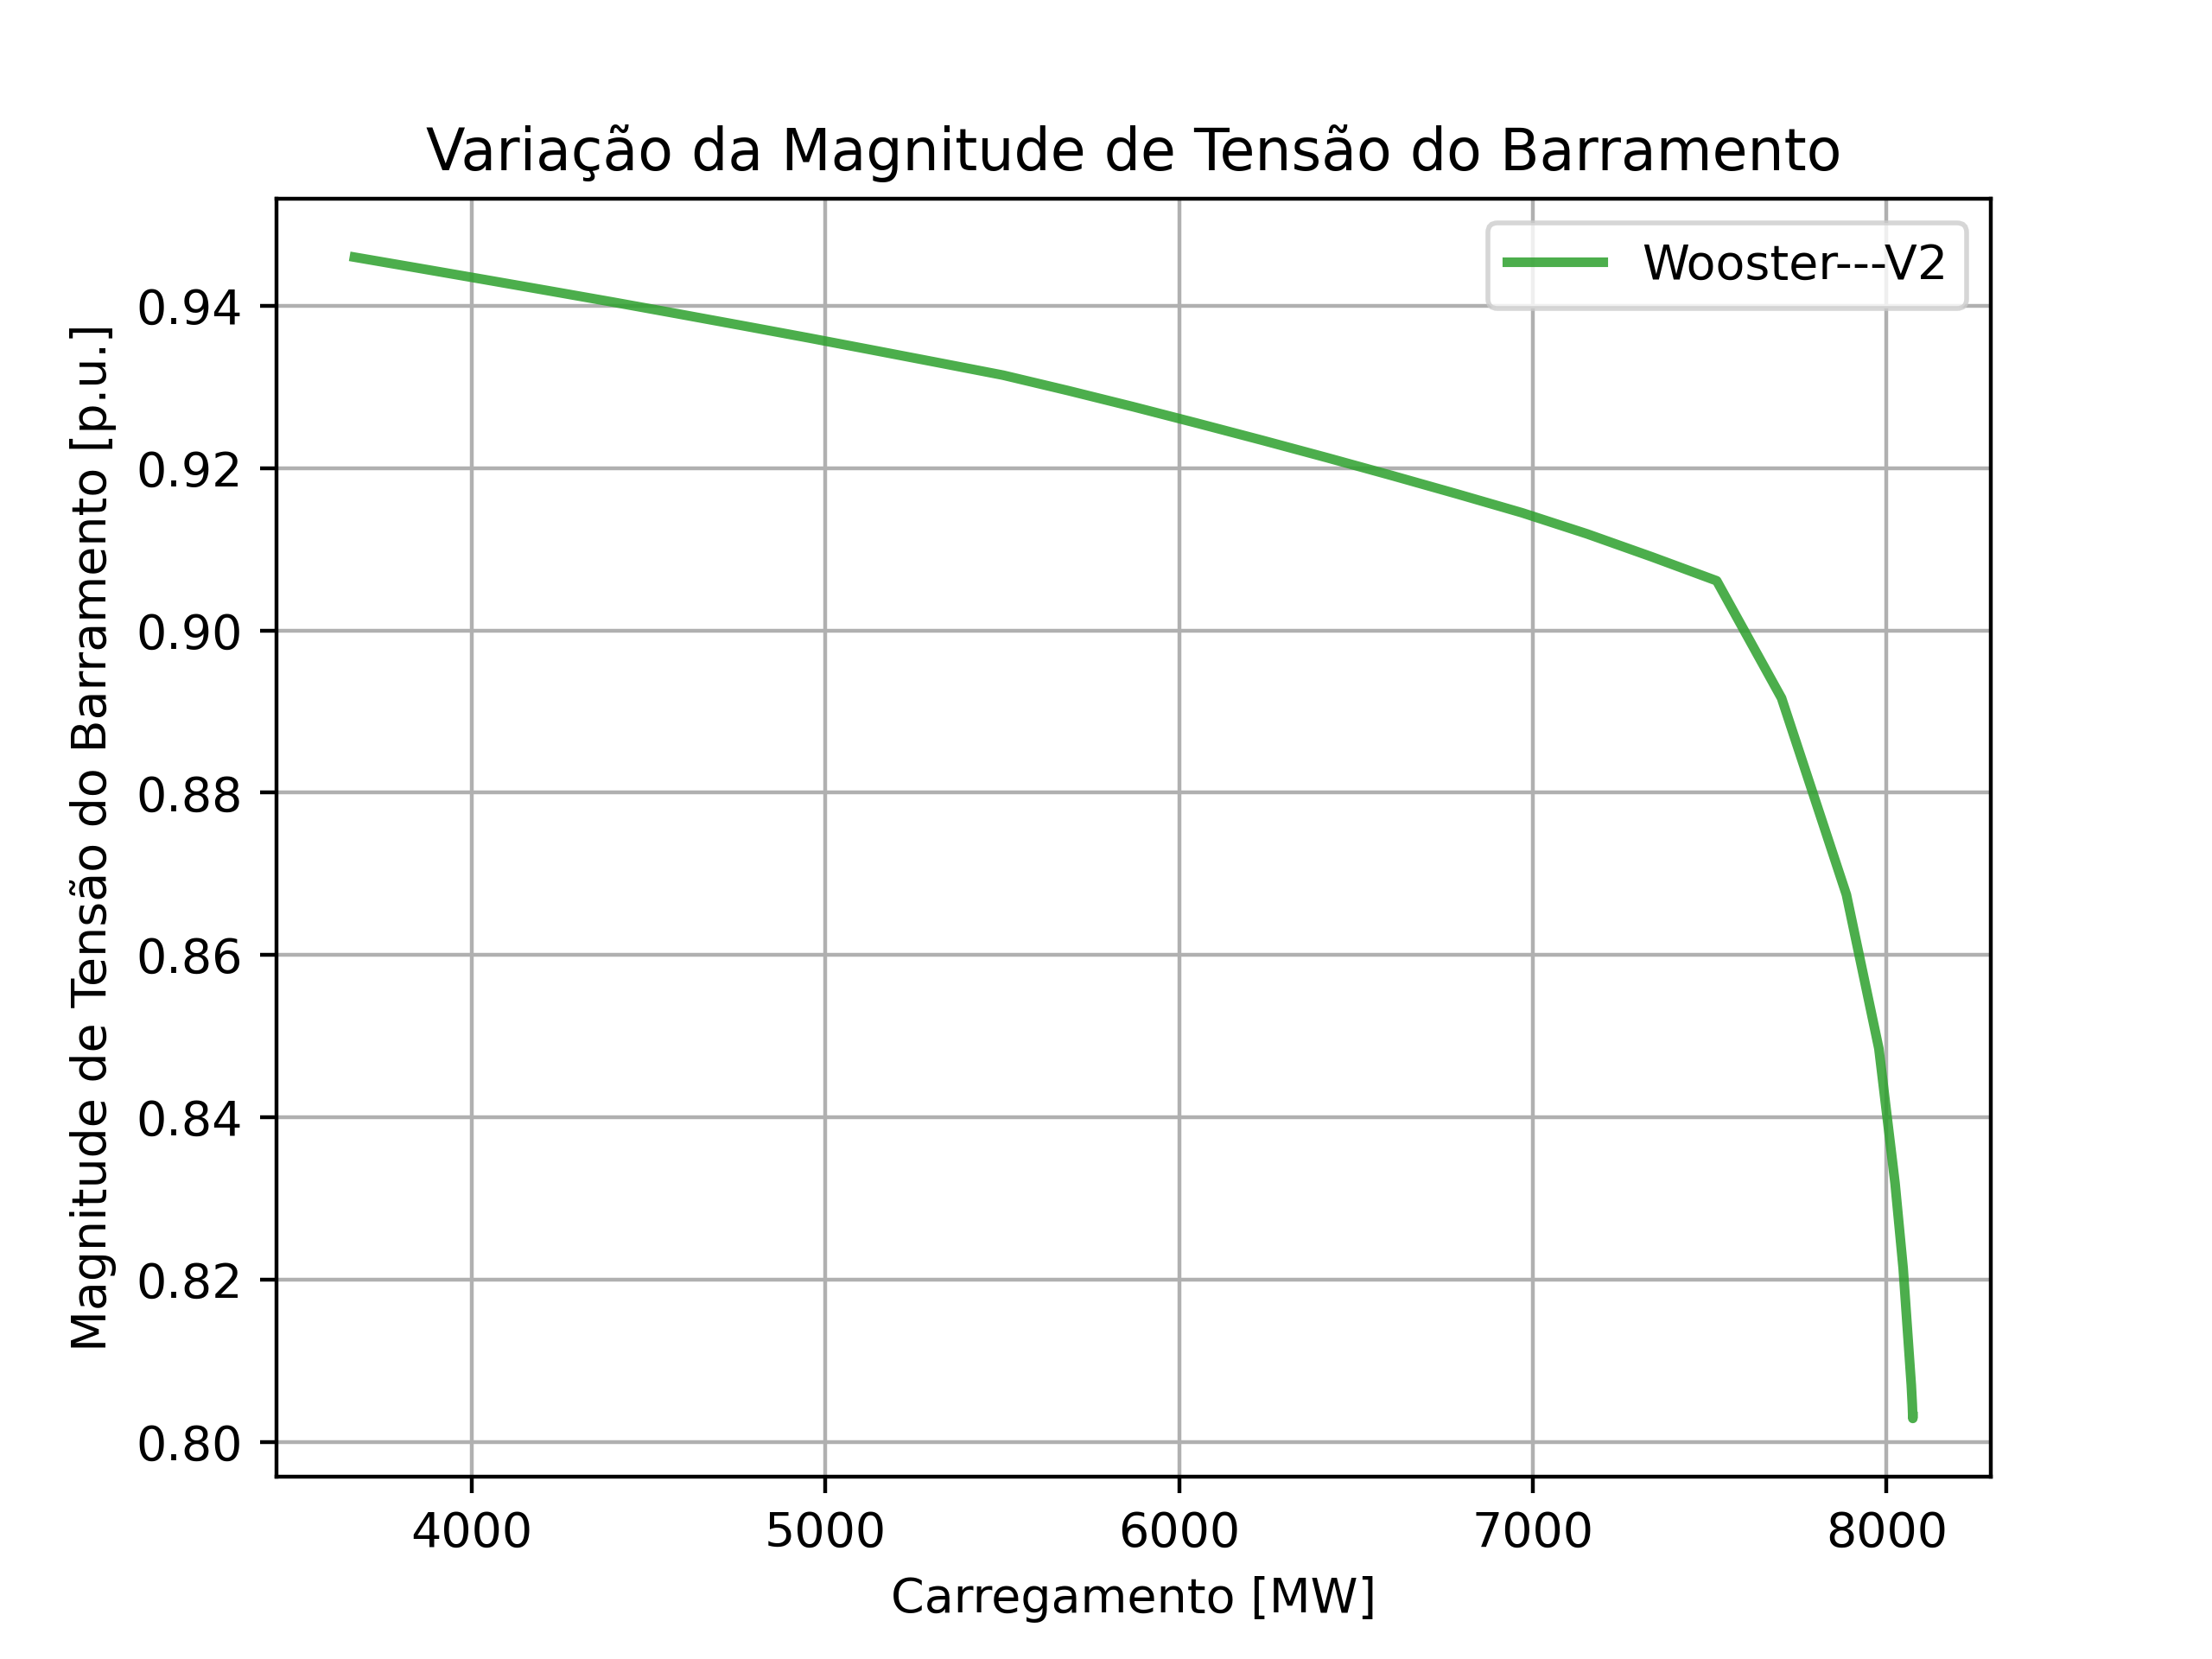 Variação da Magnitude de Tensão do Barramento
Wooster---V2
Magnitude de Tensão do Barramento [p.u.]
0.94
0.92
0.90
0.88
0.86
0.84
0.82
0.80
4000 5000 6000 7000 8000
Carregamento [MW]